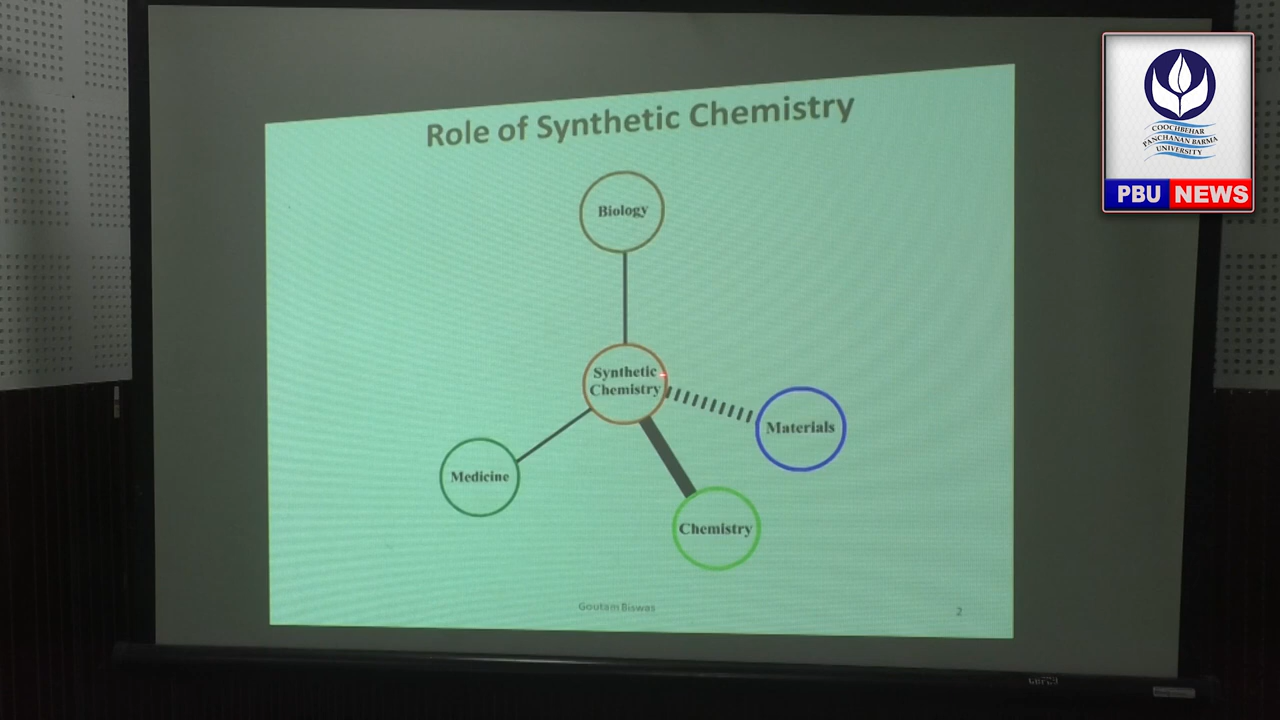 Role of Synthetic Chemistry
Biology
Synthetic
Chemistry
Materials
Medicine
Chemistry
Goutam Biswas
2
COOCHBEHAR
PANCHANAN BARMA
UNIVERSITY
PBU NEWS